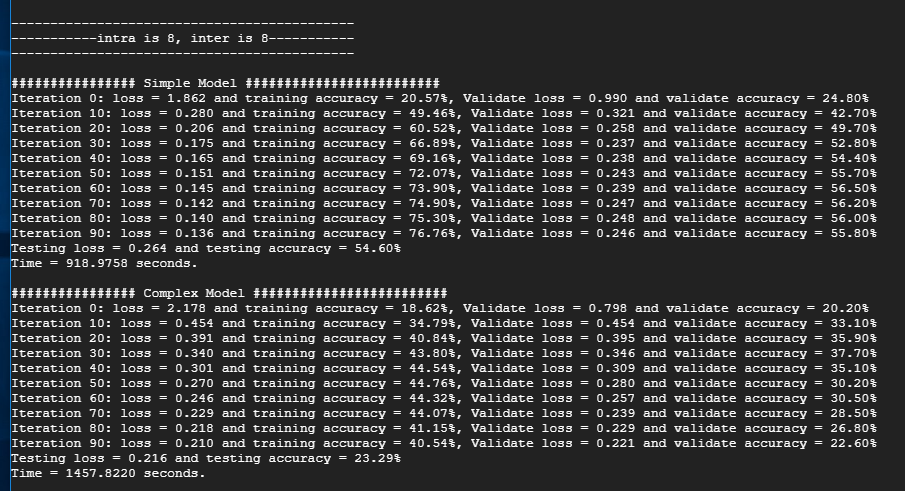 --------------------------------------------
-----------intra is 8, inter is 8-----------
--------------------------------------------
################ Simple Model #########################
Iteration 0: loss = 1.862 and training accuracy = 20.57%, Validate loss = 0.990 and validate accuracy = 24.80%
Iteration 10: loss = 0.280 and training accuracy = 49.46%, Validate loss = 0.321 and validate accuracy = 42.70%
Iteration 20: loss = 0.206 and training accuracy = 60.52%, Validate loss = 0.258 and validate accuracy = 49.70%
Iteration 30: loss = 0.175 and training accuracy = 66.89%, Validate loss = 0.237 and validate accuracy = 52.80%
Iteration 40: loss = 0.165 and training accuracy = 69.16%, Validate loss = 0.238 and validate accuracy = 54.40%
Iteration 50: loss = 0.151 and training accuracy = 72.07%, Validate loss = 0.243 and validate accuracy = 55.70%
Iteration 60: loss = 0.145 and training accuracy = 73.90%, Validate loss = 0.239 and validate accuracy = 56.50%
Iteration 70: loss = 0.142 and training accuracy = 74.90%, Validate loss = 0.247 and validate accuracy = 56.20%
Iteration 80: loss = 0.140 and training accuracy = 75.30%, Validate loss = 0.248 and validate accuracy = 56.00%
Iteration 90: loss = 0.136 and training accuracy = 76.76%, Validate loss = 0.246 and validate accuracy = 55.80%
Testing loss = 0.264 and testing accuracy = 54.60%
Time = 918.9758 seconds.
################ Complex Model #########################
Iteration 0: loss = 2.178 and training accuracy = 18.62%, Validate loss = 0.798 and validate accuracy = 20.20%
Iteration 10: loss = 0.454 and training accuracy = 34.79%, Validate loss = 0.454 and validate accuracy = 33.10%
Iteration 20: loss = 0.391 and training accuracy = 40.84%, Validate loss = 0.395 and validate accuracy = 35.90%
Iteration 30: loss = 0.340 and training accuracy = 43.80%, Validate loss = 0.346 and validate accuracy = 37.70%
Iteration 40: loss = 0.301 and training accuracy = 44.54%, Validate loss = 0.309 and validate accuracy = 35.10%
Iteration 50: loss = 0.270 and training accuracy = 44.76%, Validate loss = 0.280 and validate accuracy = 30.20%
Iteration 60: loss = 0.246 and training accuracy = 44.32%, Validate loss = 0.257 and validate accuracy = 30.50%
Iteration 70: loss = 0.229 and training accuracy = 44.07%, Validate loss = 0.239 and validate accuracy = 28.50%
Iteration 80: loss = 0.218 and training accuracy = 41.15%, Validate loss = 0.229 and validate accuracy = 26.80%
Iteration 90: loss = 0.210 and training accuracy = 40.54%, Validate loss = 0.221 and validate accuracy = 22.60%
Testing loss = 0.216 and testing accuracy = 23.29%
Time = 1457.8220 seconds.